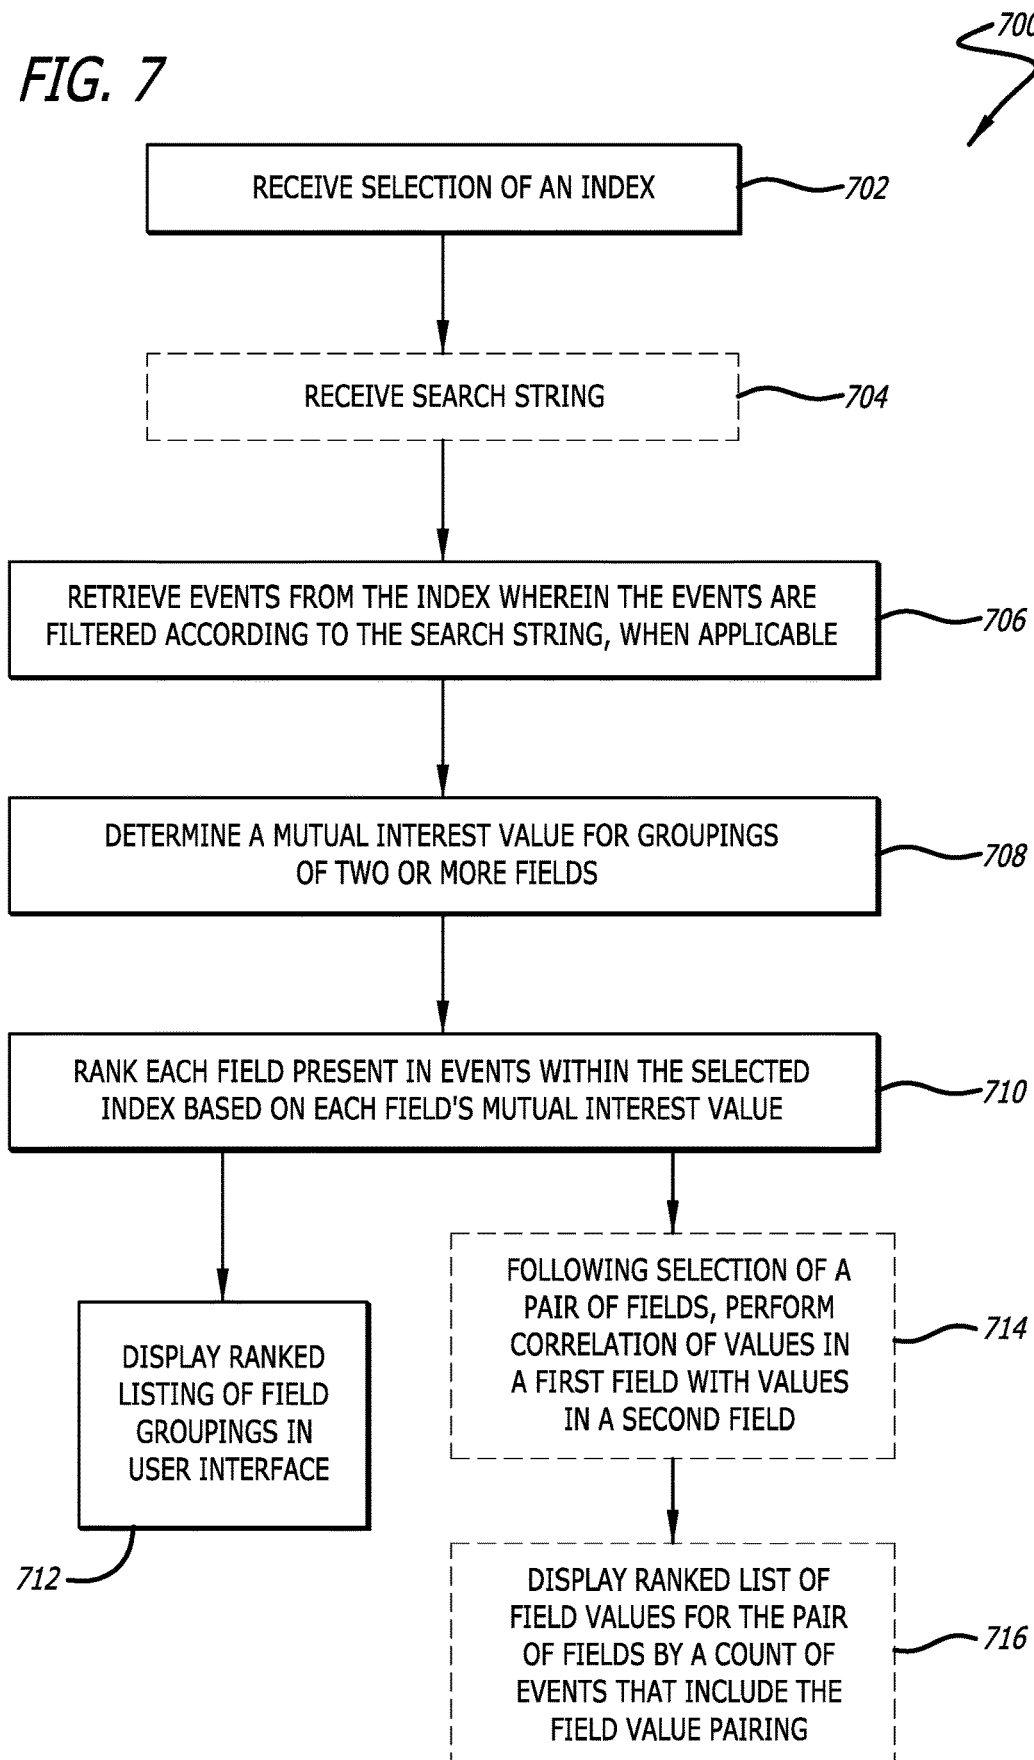 FIG. 7
700
RECEIVE SELECTION OF AN INDEX
702
RECEIVE SEARCH STRING
704
RETRIEVE EVENTS FROM THE INDEX WHEREIN THE EVENTS ARE
FILTERED ACCORDING TO THE SEARCH STRING, WHEN APPLICABLE
706
DETERMINE A MUTUAL INTEREST VALUE FOR GROUPINGS
OF TWO OR MORE FIELDS
708
RANK EACH FIELD PRESENT IN EVENTS WITHIN THE SELECTED
INDEX BASED ON EACH FIELD'S MUTUAL INTEREST VALUE
710
DISPLAY RANKED
LISTING OF FIELD
GROUPINGS IN
USER INTERFACE
712
FOLLOWING SELECTION OF A
PAIR OF FIELDS, PERFORM
CORRELATION OF VALUES IN
A FIRST FIELD WITH VALUES
IN A SECOND FIELD
714
DISPLAY RANKED LIST OF
FIELD VALUES FOR THE PAIR
OF FIELDS BY A COUNT OF
EVENTS THAT INCLUDE THE
FIELD VALUE PAIRING
716